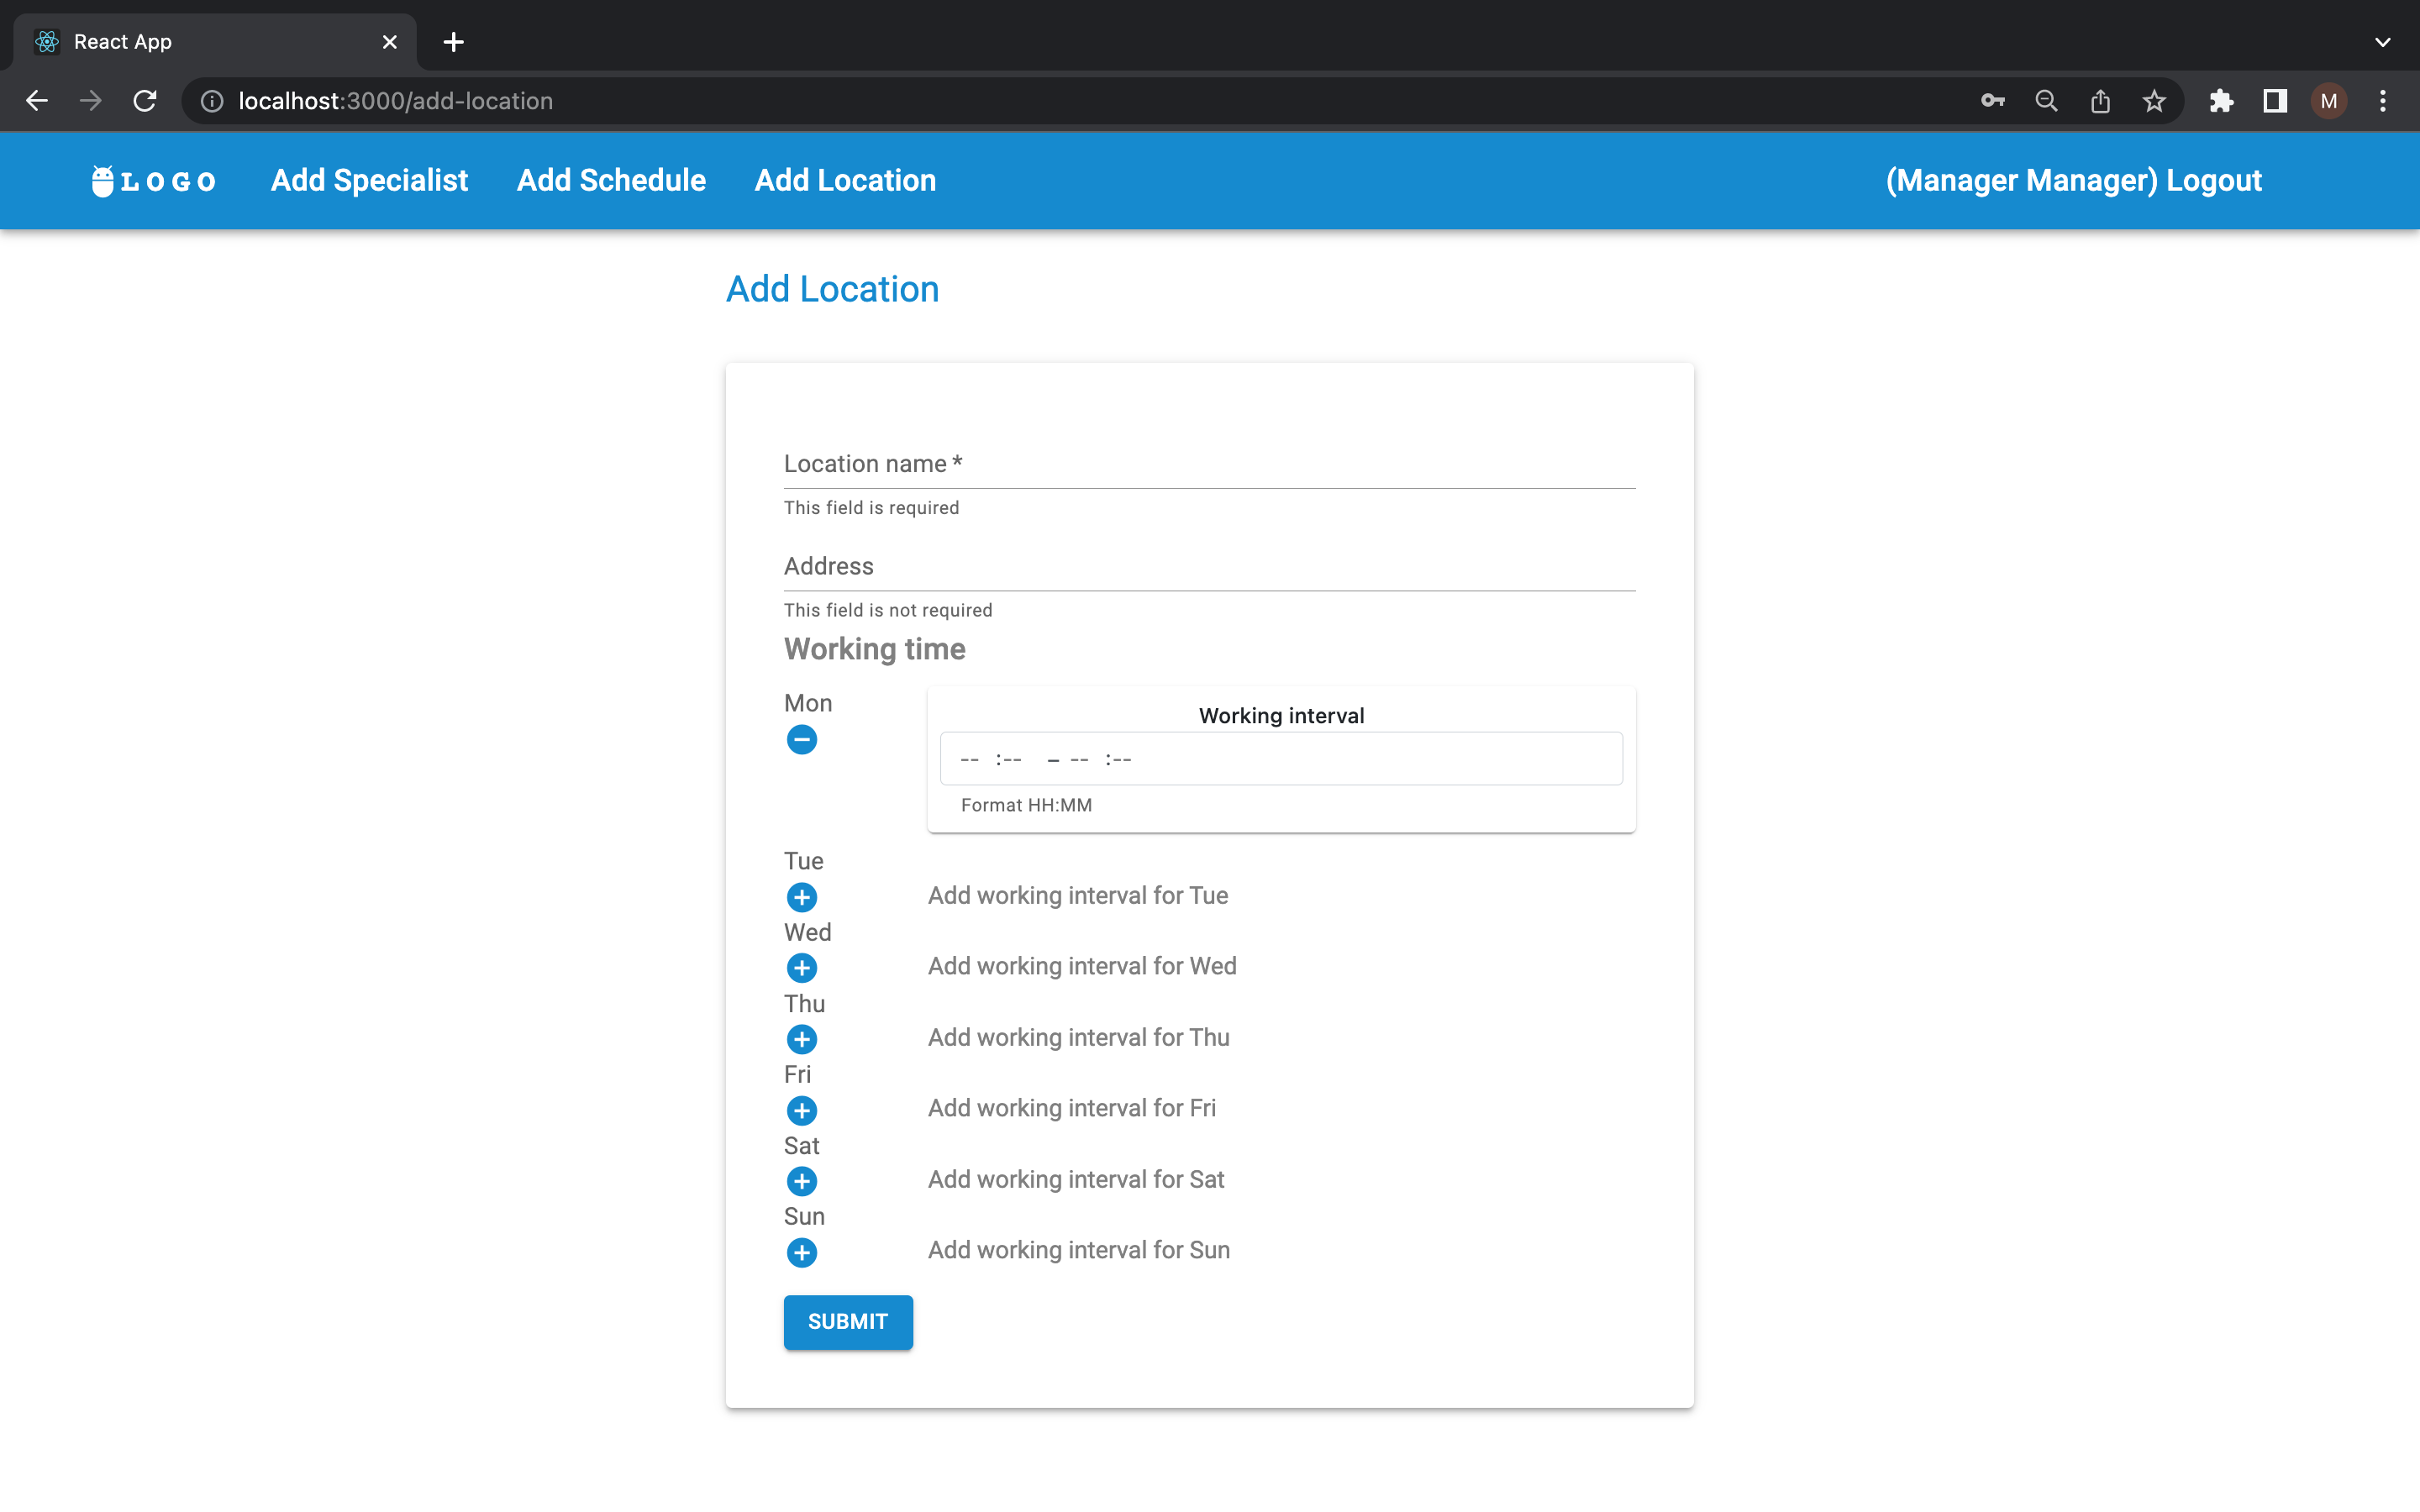 React App
localhost:3000/add-location
M
LOGO Add Specialist Add Schedule Add Location (Manager Manager) Logout
Add Location
Location name *
This field is required
Address
This field is not required
Working time
Mon
Working interval
-- :-- – -- :--
Format HH:MM
Tue
Add working interval for Tue
Wed
Add working interval for Wed
Thu
Add working interval for Thu
Fri
Add working interval for Fri
Sat
Add working interval for Sat
Sun
Add working interval for Sun
SUBMIT